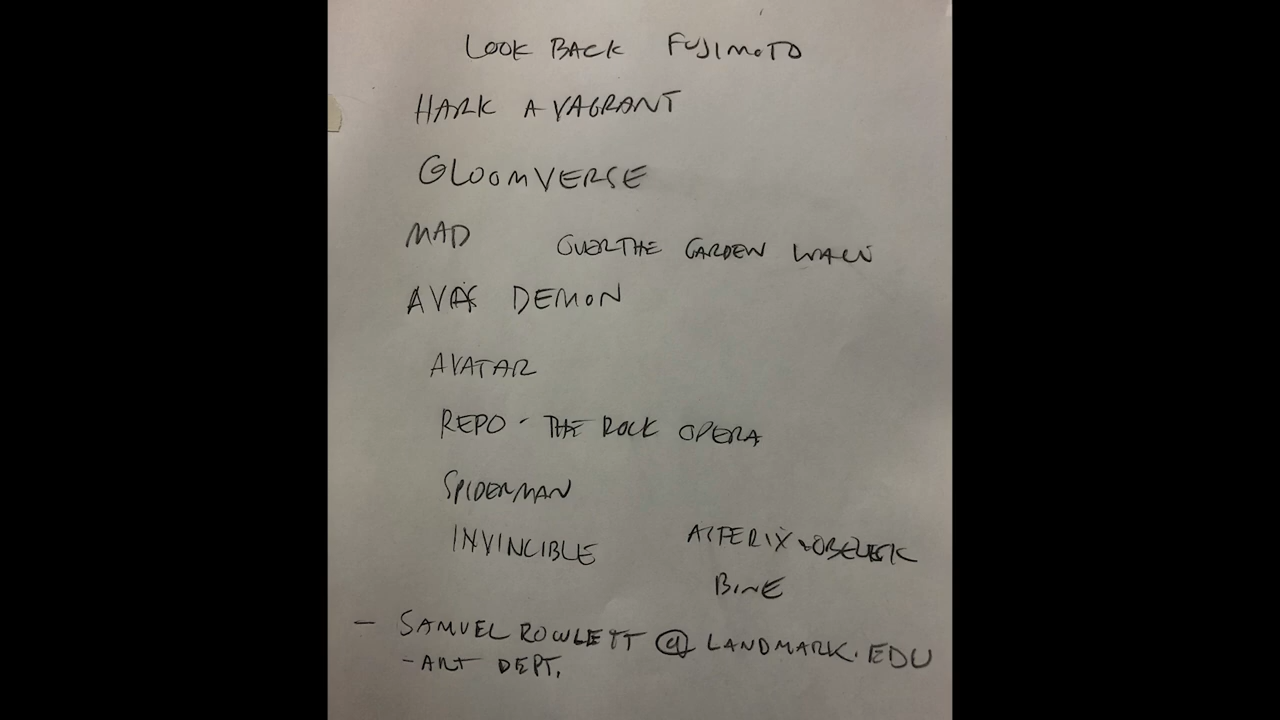 LOOK BACK FUJIMOTO
HARK A VAGRANT
GLOOMVERSE
MAD OVER THE GARDEN WALL
AVA'S DEMON
AVATAR
REPO - THE ROCK OPERA
SPIDERMAN
INVINCIBLE ASTERIX + OBELISK
BONE
- SAMUEL ROWLETT @ LANDMARK.EDU
- ART DEPT.